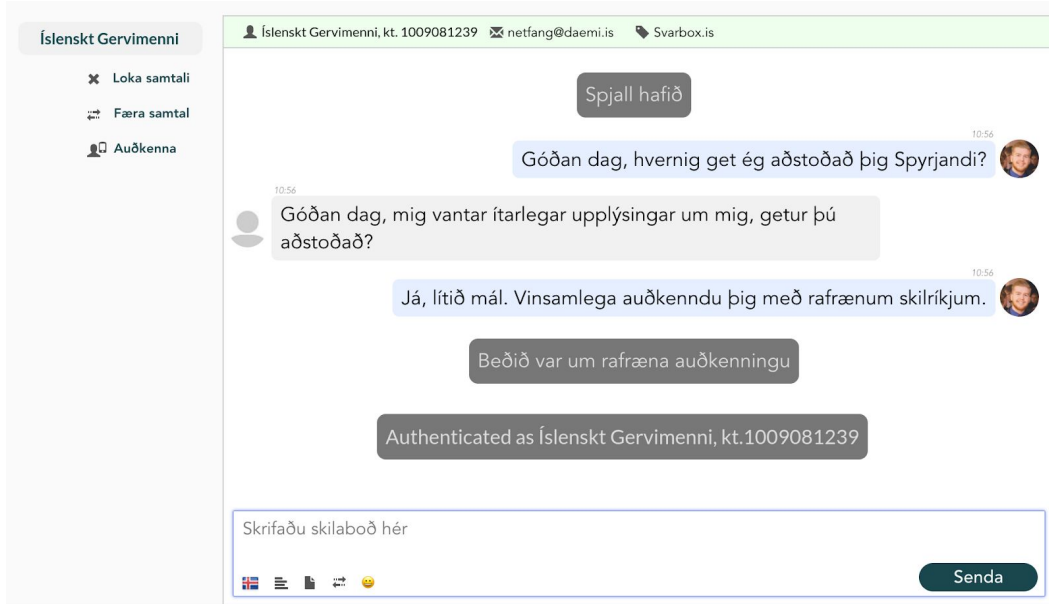 Íslenskt Gervimenni
Loka samtali
Færa samtal
Auðkenna
Íslenskt Gervimenni, kt. 1009081239 netfang@daemi.is Svarbox.is
Spjall hafið
10:56
Góðan dag, hvernig get ég aðstoðað þig Spyrjandi?
10:56
Góðan dag, mig vantar ítarlegar upplýsingar um mig, getur þú
aðstoðað?
10:56
Já, lítið mál. Vinsamlega auðkenndu þig með rafrænum skilríkjum.
Beðið var um rafræna auðkenningu
Authenticated as Íslenskt Gervimenni, kt.1009081239
Skrifaðu skilaboð hér
Senda